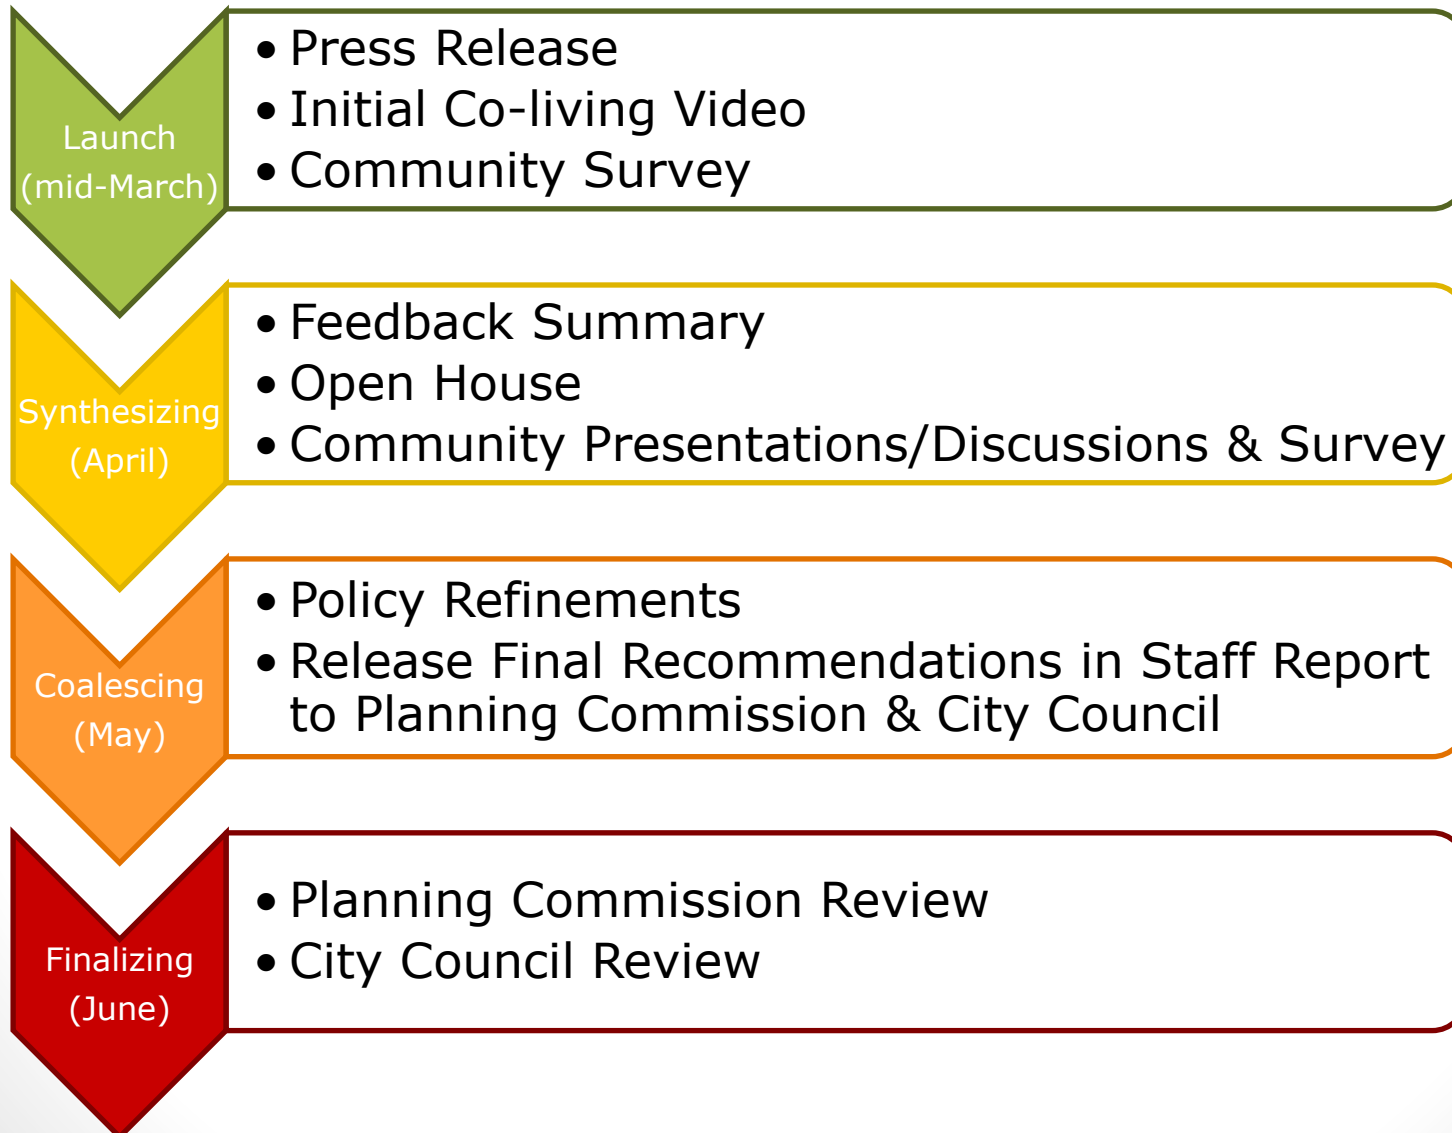 Launch
(mid-March)
• Press Release
• Initial Co-living Video
• Community Survey
Synthesizing
(April)
• Feedback Summary
• Open House
• Community Presentations/Discussions & Survey
Coalescing
(May)
• Policy Refinements
• Release Final Recommendations in Staff Report
to Planning Commission & City Council
Finalizing
(June)
• Planning Commission Review
• City Council Review